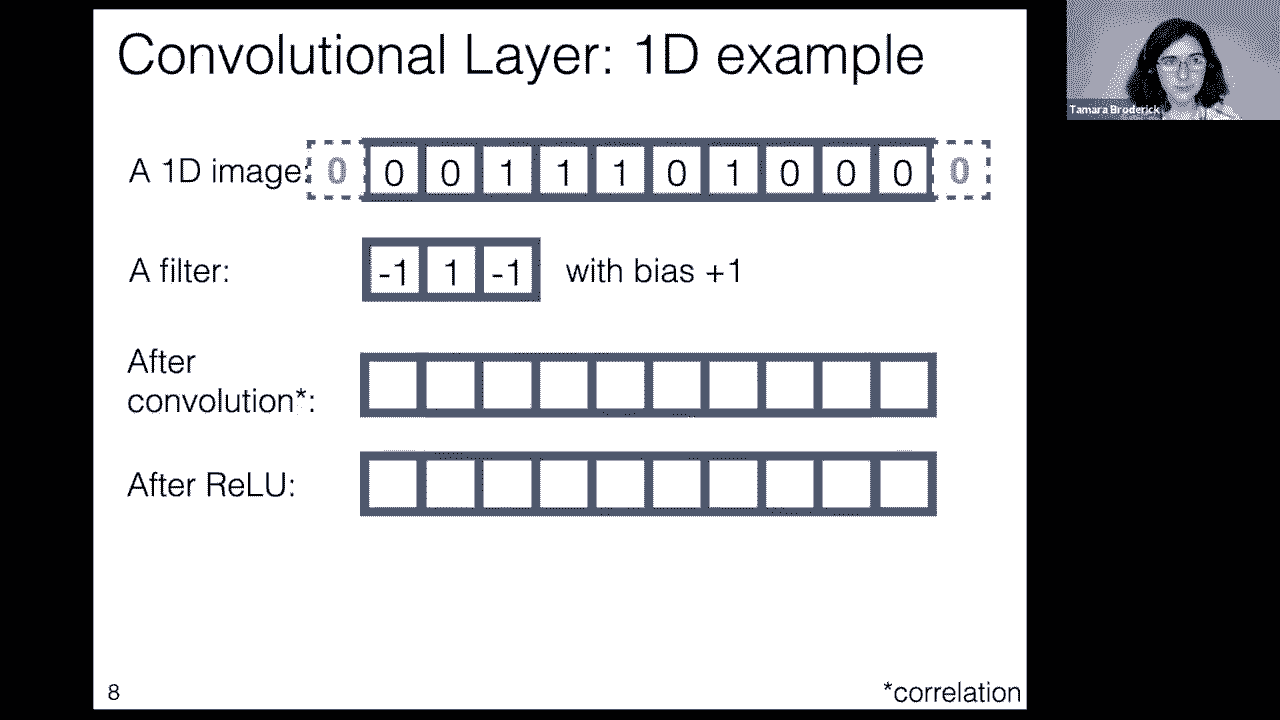 Convolutional Layer: 1D example
Tamara Broderick
A 1D image: 0 0 0 1 1 1 0 1 0 0 0 0
A filter: -1 1 -1 with bias +1
After
convolution*:
After ReLU:
8
*correlation